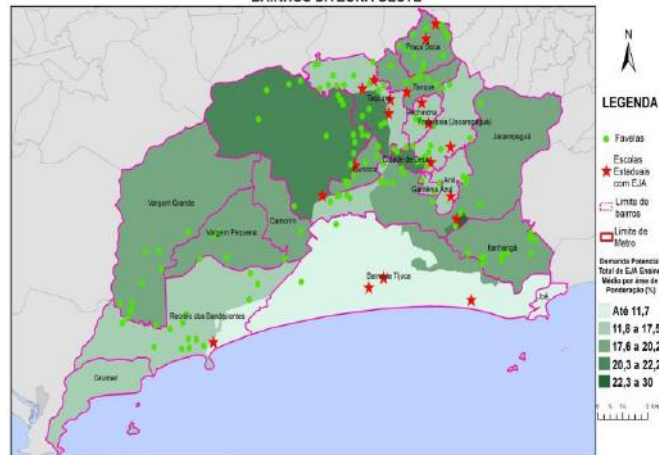 BAIRROS DA ZONA OESTE
N
Praça Seca
Tanque
Taquara
Pechincha
Freguesia (Jacarepaguá)
Jacarepaguá
Cidade de Deus
Curicica
Anil
Gardênia Azul
Vargem Grande
Vargem Pequena
Camorim
Itanhangá
Barra da Tijuca
Joá
Recreio dos Bandeirantes
Grumari
LEGENDA
Favelas
Escolas
Estaduais
com EJA
Limite do
bairros
Limite de
Metro
Demanda Potencial
Total de EJA Ensino
Médio por área de
Ponderação (%)
Até 11,7
11,8 a 17,5
17,6 a 20,2
20,3 a 22,2
22,3 a 30